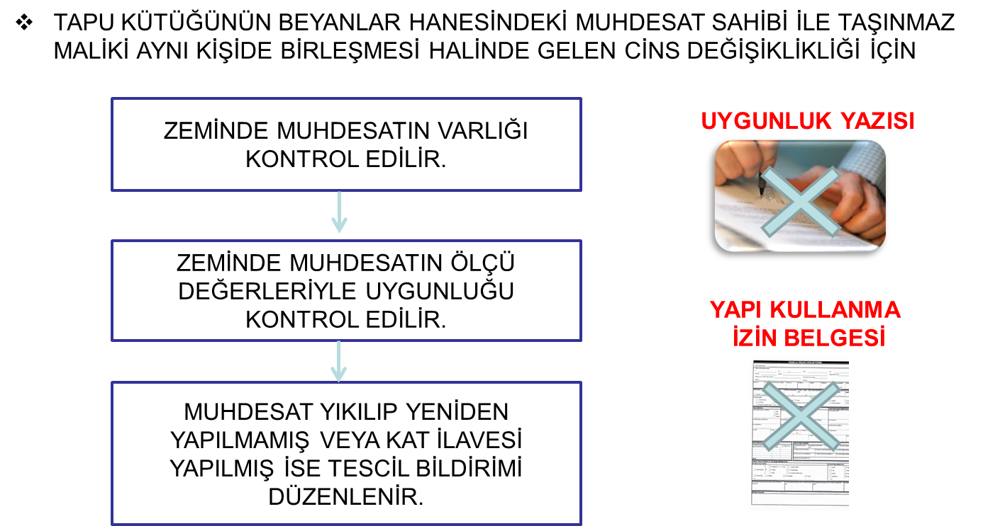 ❖ TAPU KÜTÜĞÜNÜN BEYANLAR HANESİNDEKİ MUHDESAT SAHİBİ İLE TAŞINMAZ
MALİKİ AYNI KİŞİDE BİRLEŞMESİ HALİNDE GELEN CİNS DEĞİŞİKLİKLİĞİ İÇİN
ZEMİNDE MUHDESATIN VARLIĞI
KONTROL EDİLİR.
ZEMİNDE MUHDESATIN ÖLÇÜ
DEĞERLERİYLE UYGUNLUĞU
KONTROL EDİLİR.
MUHDESAT YIKILIP YENİDEN
YAPILMAMIŞ VEYA KAT İLAVESİ
YAPILMIŞ İSE TESCİL BİLDİRİMİ
DÜZENLENİR.
UYGUNLUK YAZISI
YAPI KULLANMA
İZİN BELGESİ